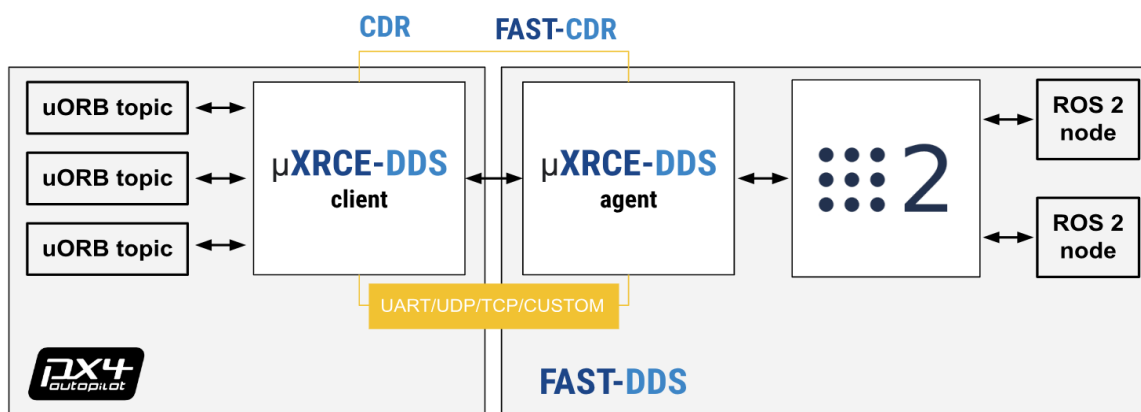 CDR
FAST-CDR
uORB topic
uORB topic
uORB topic
μXRCE-DDS
client
μXRCE-DDS
agent
2
ROS 2
node
ROS 2
node
UART/UDP/TCP/CUSTOM
px4
autopilot
FAST-DDS